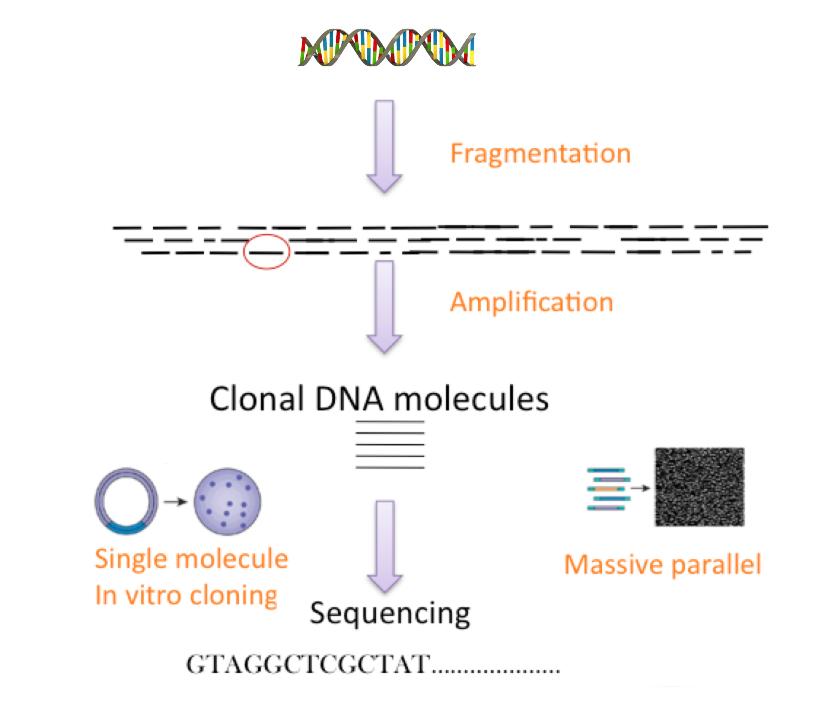 Fragmentation
Amplification
Clonal DNA molecules
Single molecule
In vitro cloning
Massive parallel
Sequencing
GTAGGCTCGCTAT.....................